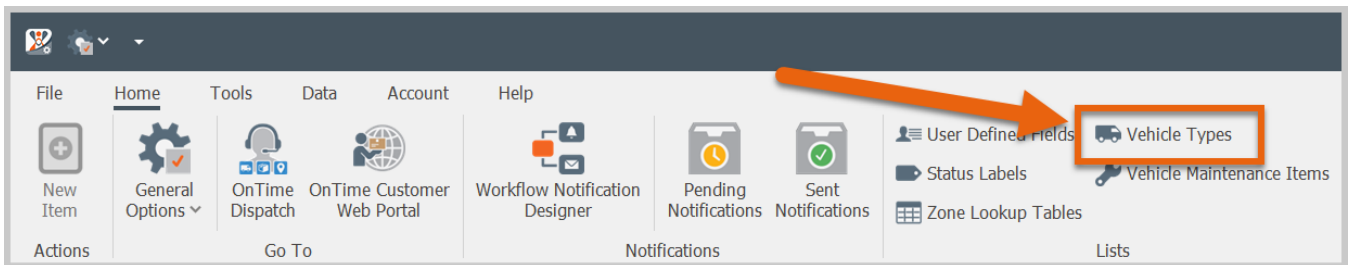 File Home Tools Data Account Help
New Item
General Options
OnTime Dispatch
OnTime Customer Web Portal
Workflow Notification Designer
Pending Notifications
Sent Notifications
User Defined Fields
Status Labels
Zone Lookup Tables
Vehicle Types
Vehicle Maintenance Items
Actions
Go To
Notifications
Lists